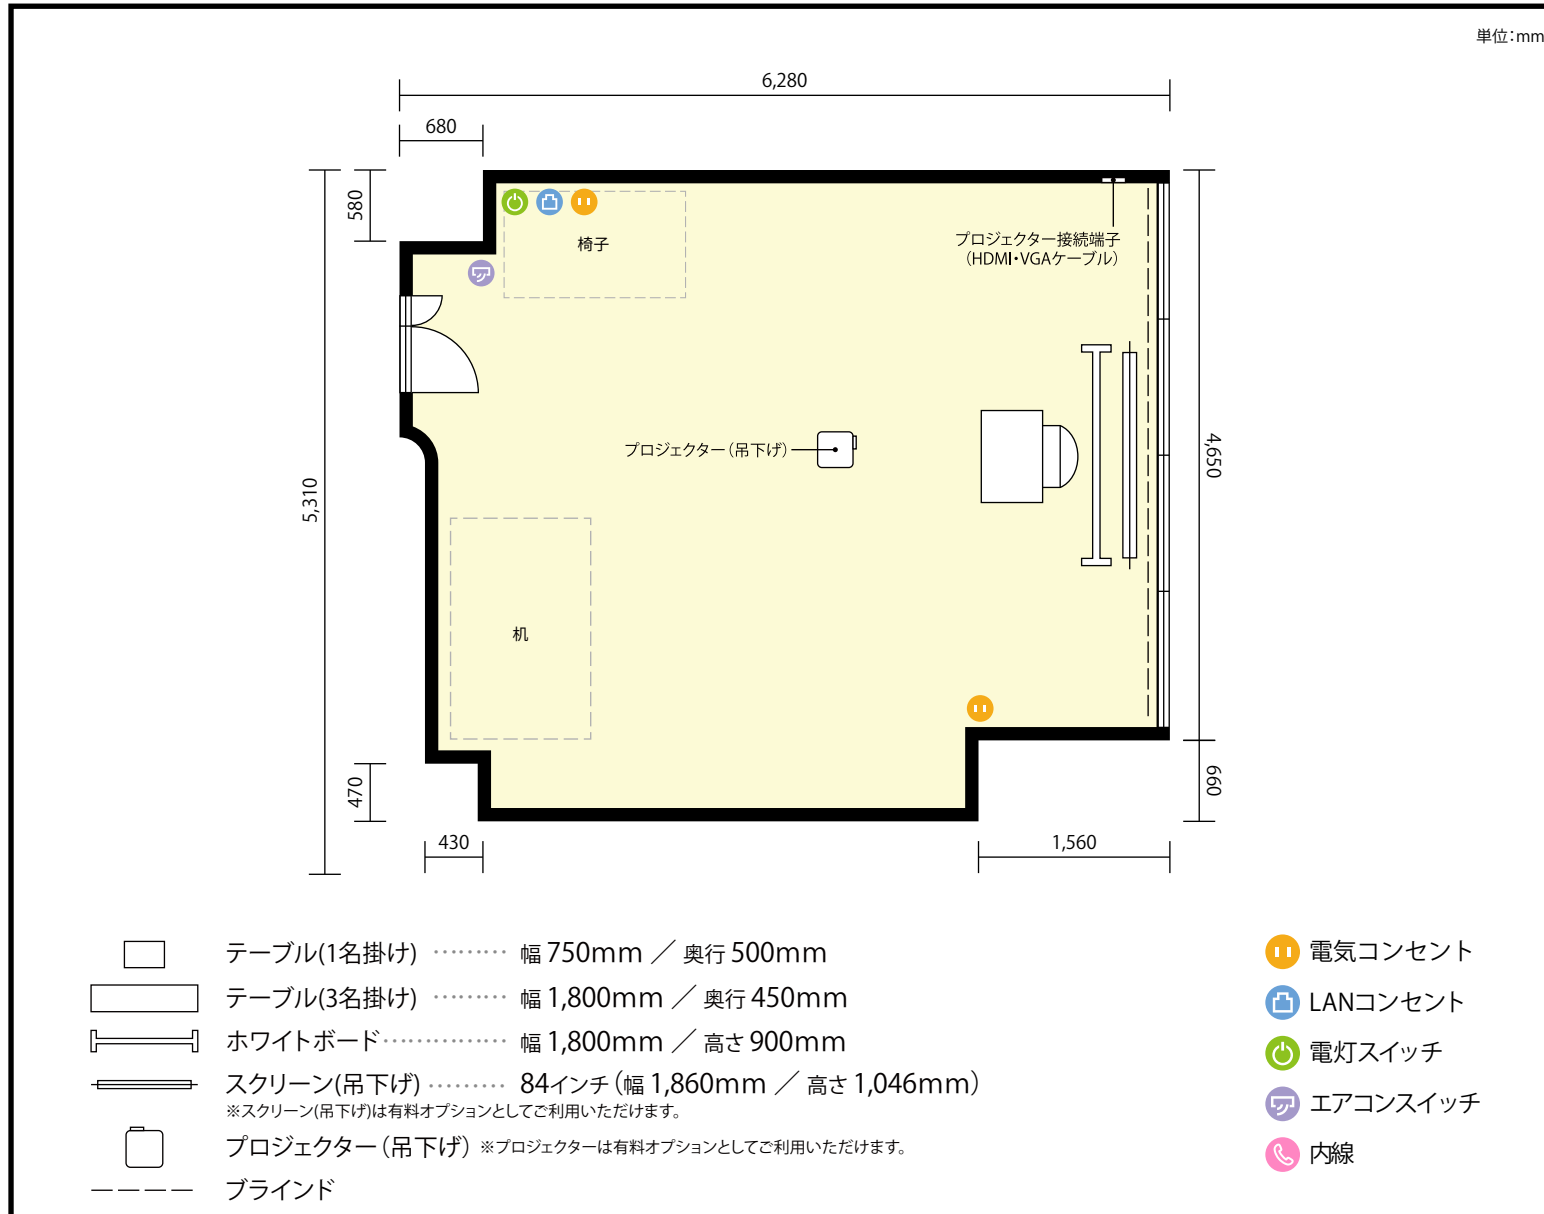 単位：mm
6,280
680
580
椅子
プロジェクター接続端子
（HDMI・VGAケーブル）
プロジェクター（吊下げ）
4,650
5,310
机
470
660
430
1,560
テーブル(1名掛け) ……… 幅 750mm ／ 奥行 500mm
テーブル(3名掛け) ……… 幅 1,800mm ／ 奥行 450mm
ホワイトボード…………… 幅 1,800mm ／ 高さ 900mm
スクリーン(吊下げ) ……… 84インチ（幅 1,860mm ／ 高さ 1,046mm）
※スクリーン(吊下げ)は有料オプションとしてご利用いただけます。
プロジェクター（吊下げ） ※プロジェクターは有料オプションとしてご利用いただけます。
ブラインド
電気コンセント
LANコンセント
電灯スイッチ
エアコンスイッチ
内線